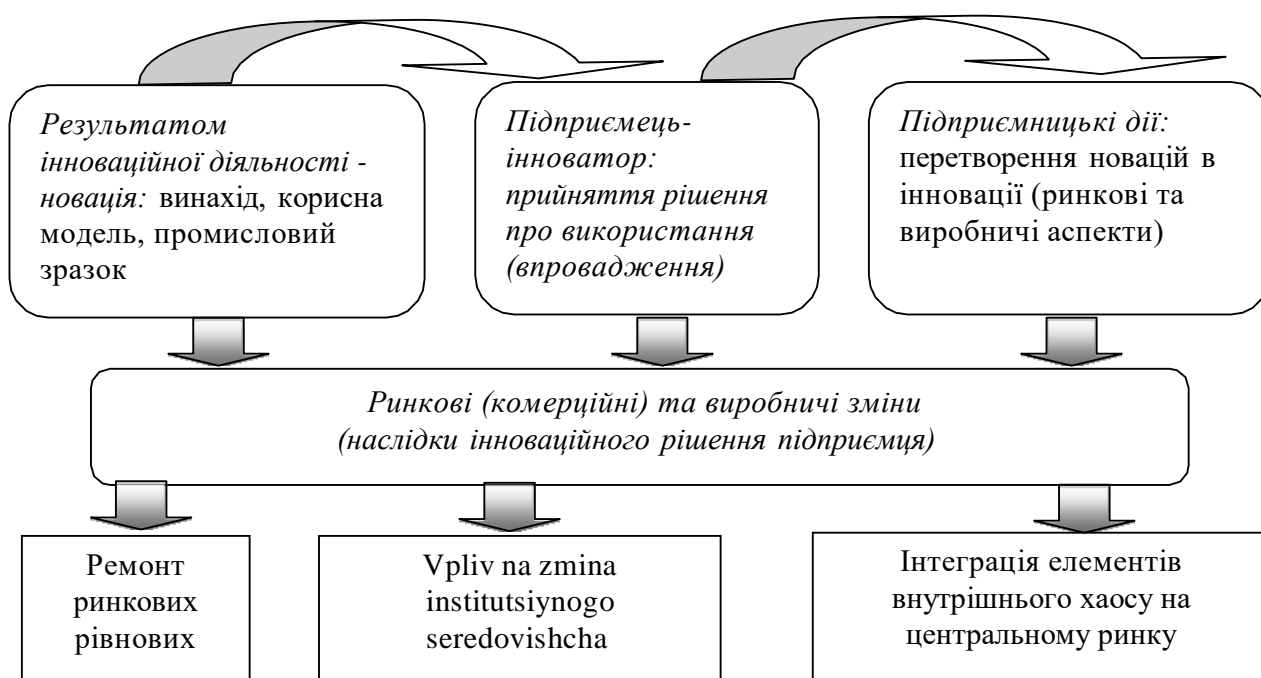 Результатом
інноваційної діяльності -
новація: винахід, корисна
модель, промисловий
зразок
Підприємець-
інноватор:
прийняття рішення
про використання
(впровадження)
Підприємницькі дії:
перетворення новацій в
інновації (ринкові та
виробничі аспекти)
Ринкові (комерційні) та виробничі зміни
(наслідки інноваційного рішення підприємця)
Ремонт
ринкових
рівнових
Vpliv na zmina
institutsiynogo
seredovishcha
Інтеграція елементів
внутрішнього хаосу на
центральному ринку